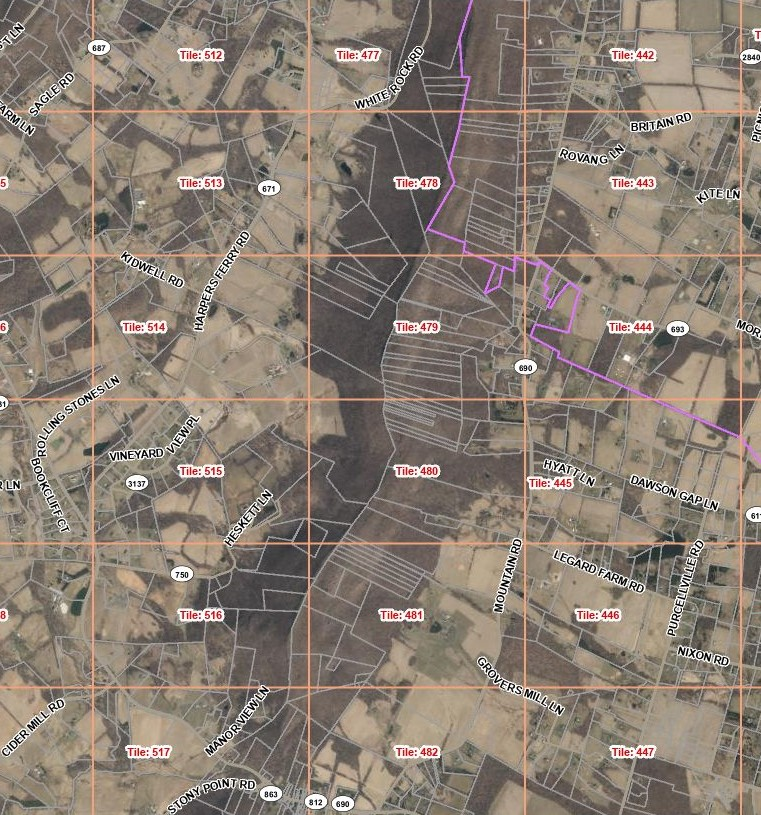 ST LN
687
Tile: 512
Tile: 477
WHITE ROCK RD
Tile: 442
2840
SAGLE RD
FARM LN
BRITAIN RD
ROVANG LN
Tile: 513
671
Tile: 478
Tile: 443
KITE LN
KIDWELL RD
HARPERS FERRY RD
Tile: 514
Tile: 479
Tile: 444
693
690
ROLLING STONES LN
VINEYARD VIEW PL
BOOKCLIFF CT
3137
Tile: 515
Tile: 480
HYATT LN
Tile: 445
DAWSON GAP LN
611
HESKETT LN
750
MOUNTAIN RD
LEGARD FARM RD
PURCELLVILLE RD
Tile: 516
Tile: 481
Tile: 446
NIXON RD
GROVERS MILL LN
CIDER MILL RD
MANOR VIEW LN
Tile: 517
Tile: 482
Tile: 447
STONY POINT RD
863
812
690